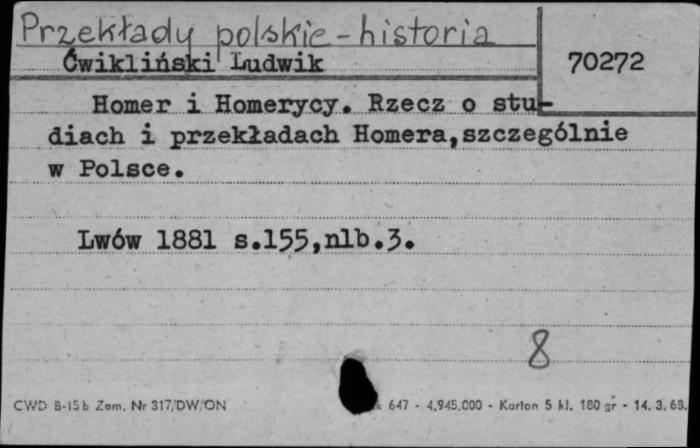 Przekłady polskie - historia
Ćwikliński Ludwik
70272
Homer i Homerycy. Rzecz o stu-
diach i przekładach Homera,szczególnie
w Polsce.
Lwów 1881 s.155,nlb.3.
8
CWD B-15b Zam. Nr 317/DW/ON
647 - 4.945.000 - Karton 5 kl. 180 gr - 14.3.68.